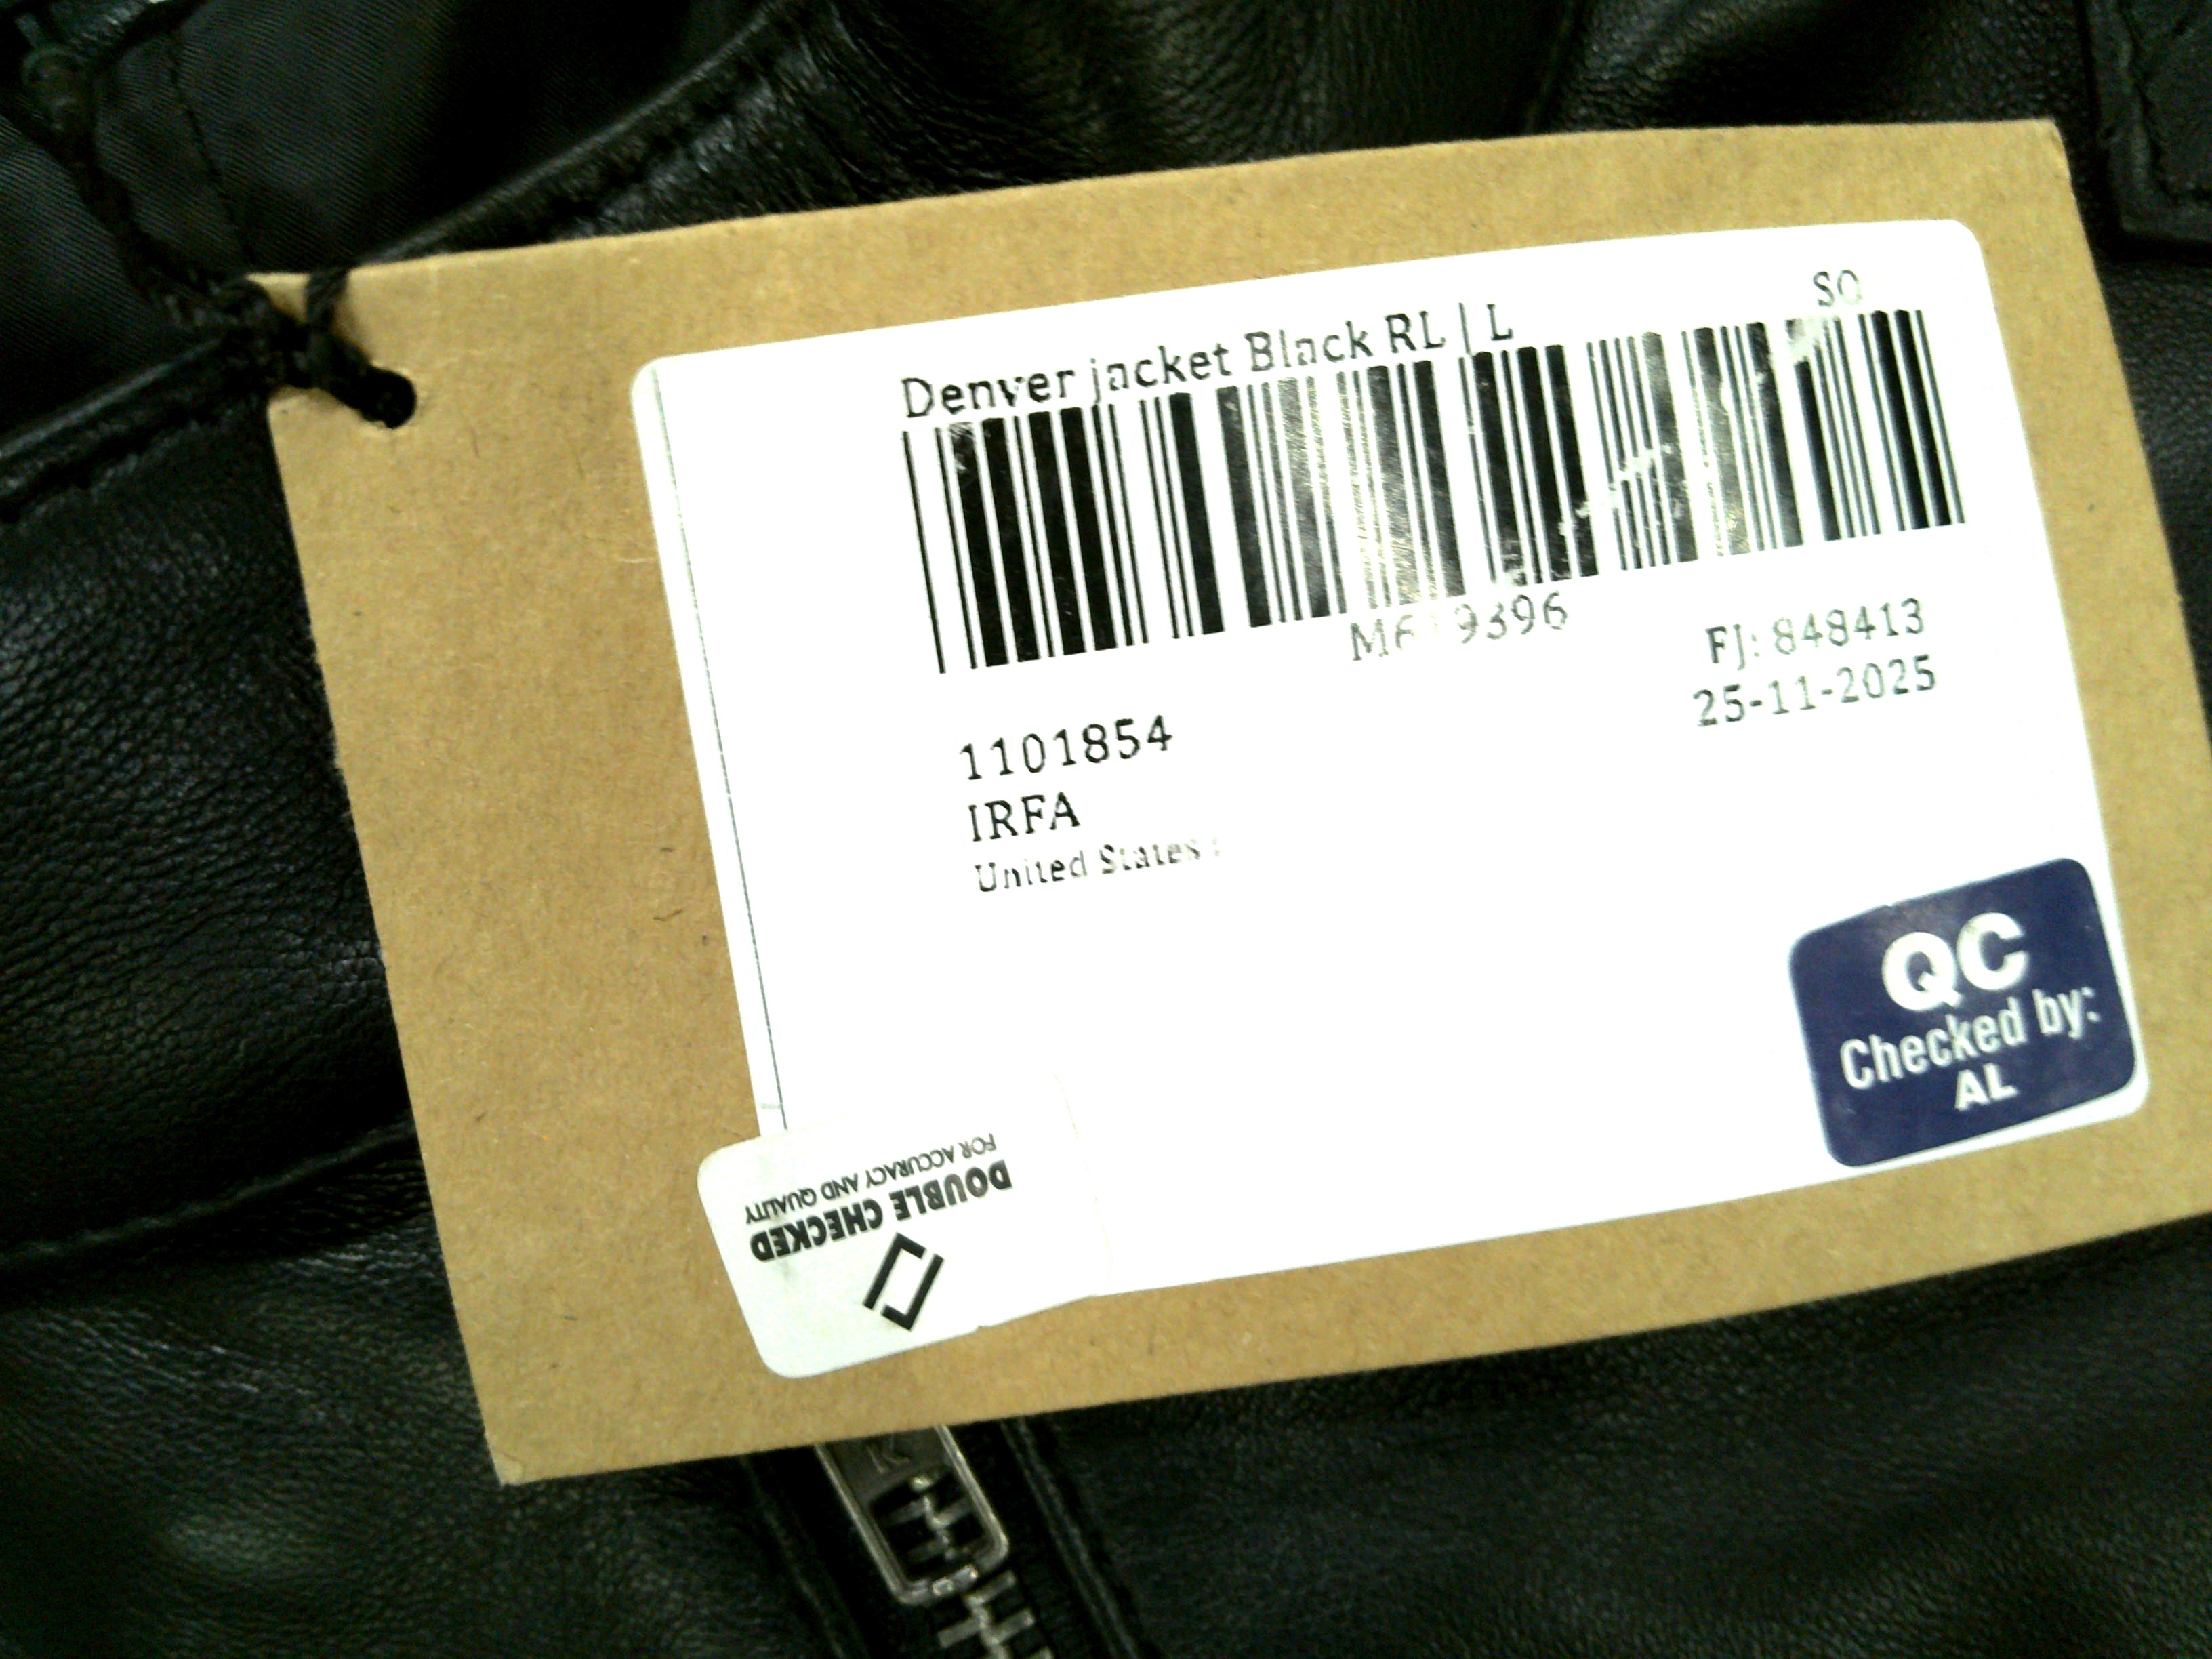 SO
Denver jacket Black RL | L
FJ: 848413
25-11-2025
1101854
IRFA
United States
QC
Checked by:
AL
DOUBLE CHECKED
FOR ACCURACY AND QUALITY